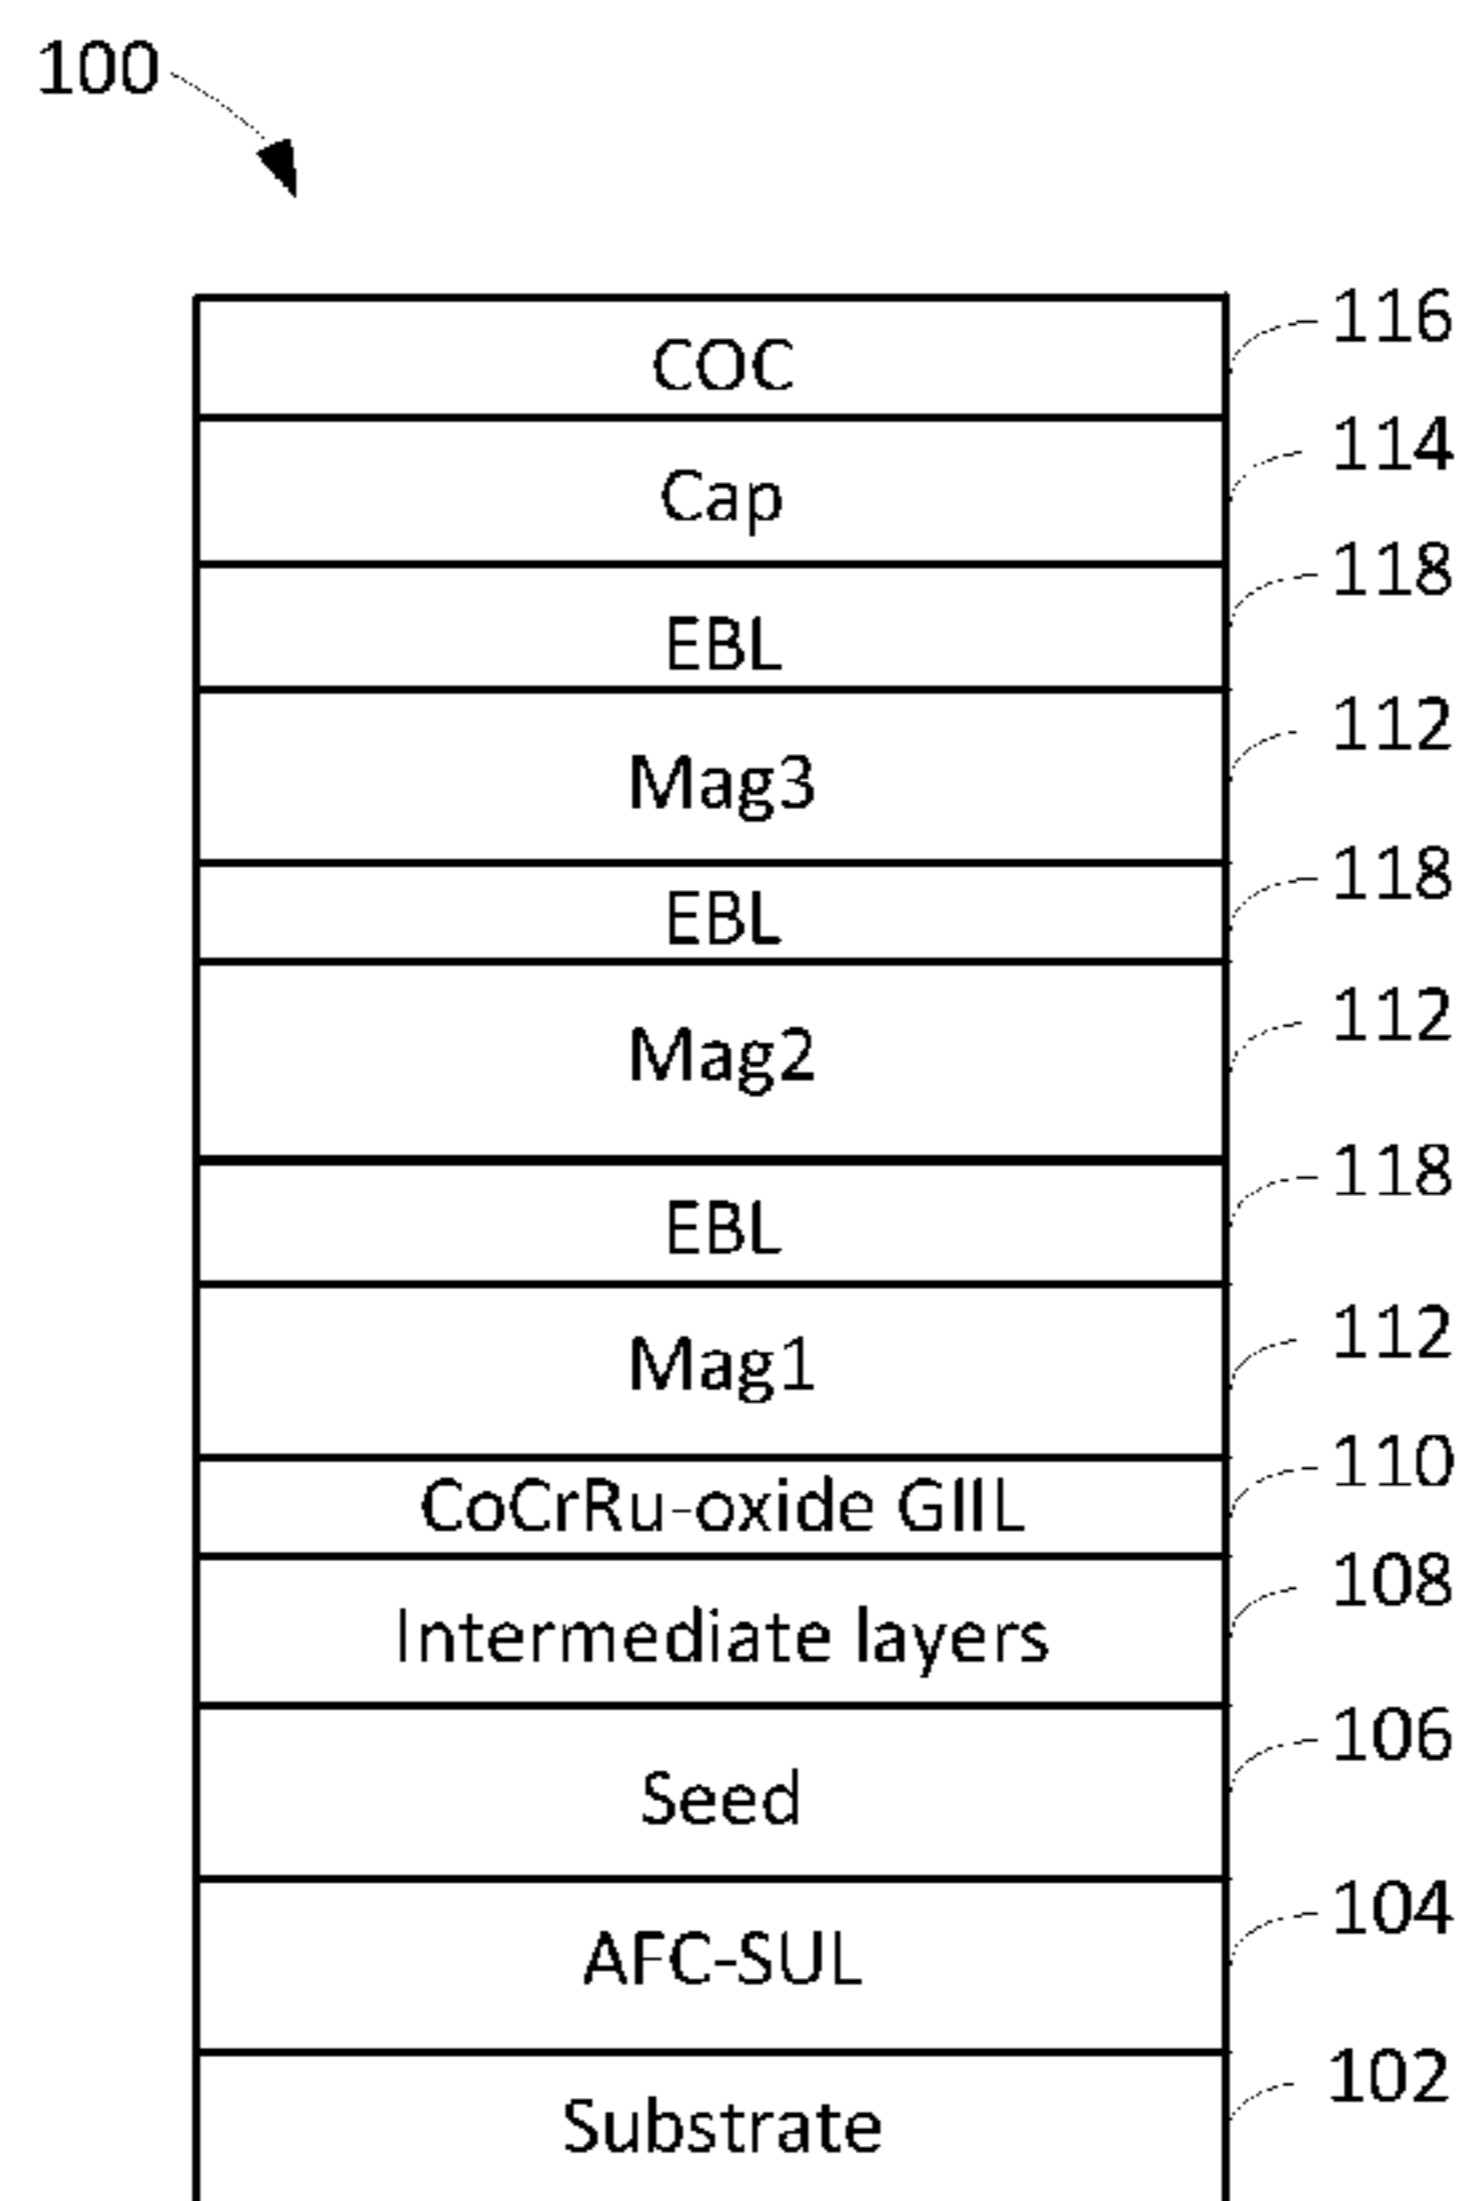 100
COC 116
Cap 114
EBL 118
Mag3 112
EBL 118
Mag2 112
EBL 118
Mag1 112
CoCrRu-oxide GIIL 110
Intermediate layers 108
Seed 106
AFC-SUL 104
Substrate 102